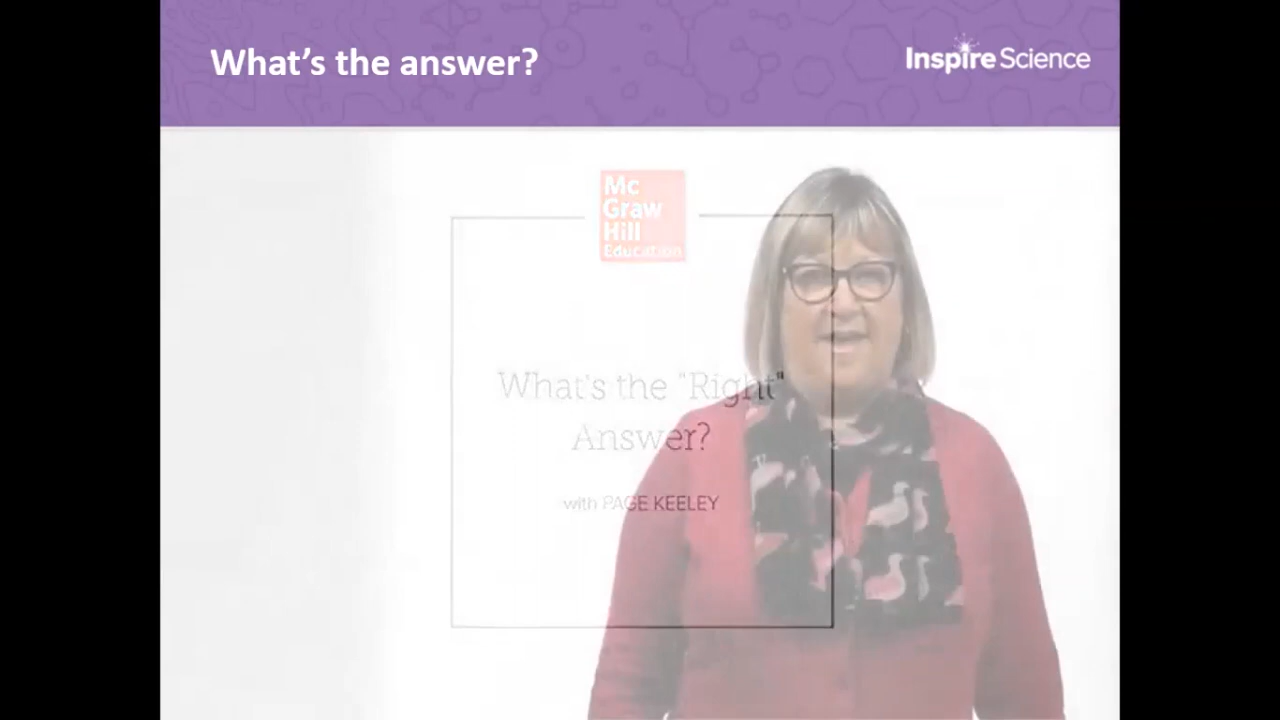 What's the answer?
Inspire Science
Mc
Graw
Hill
Education
What's the "Right"
Answer?
with PAGE KEELEY